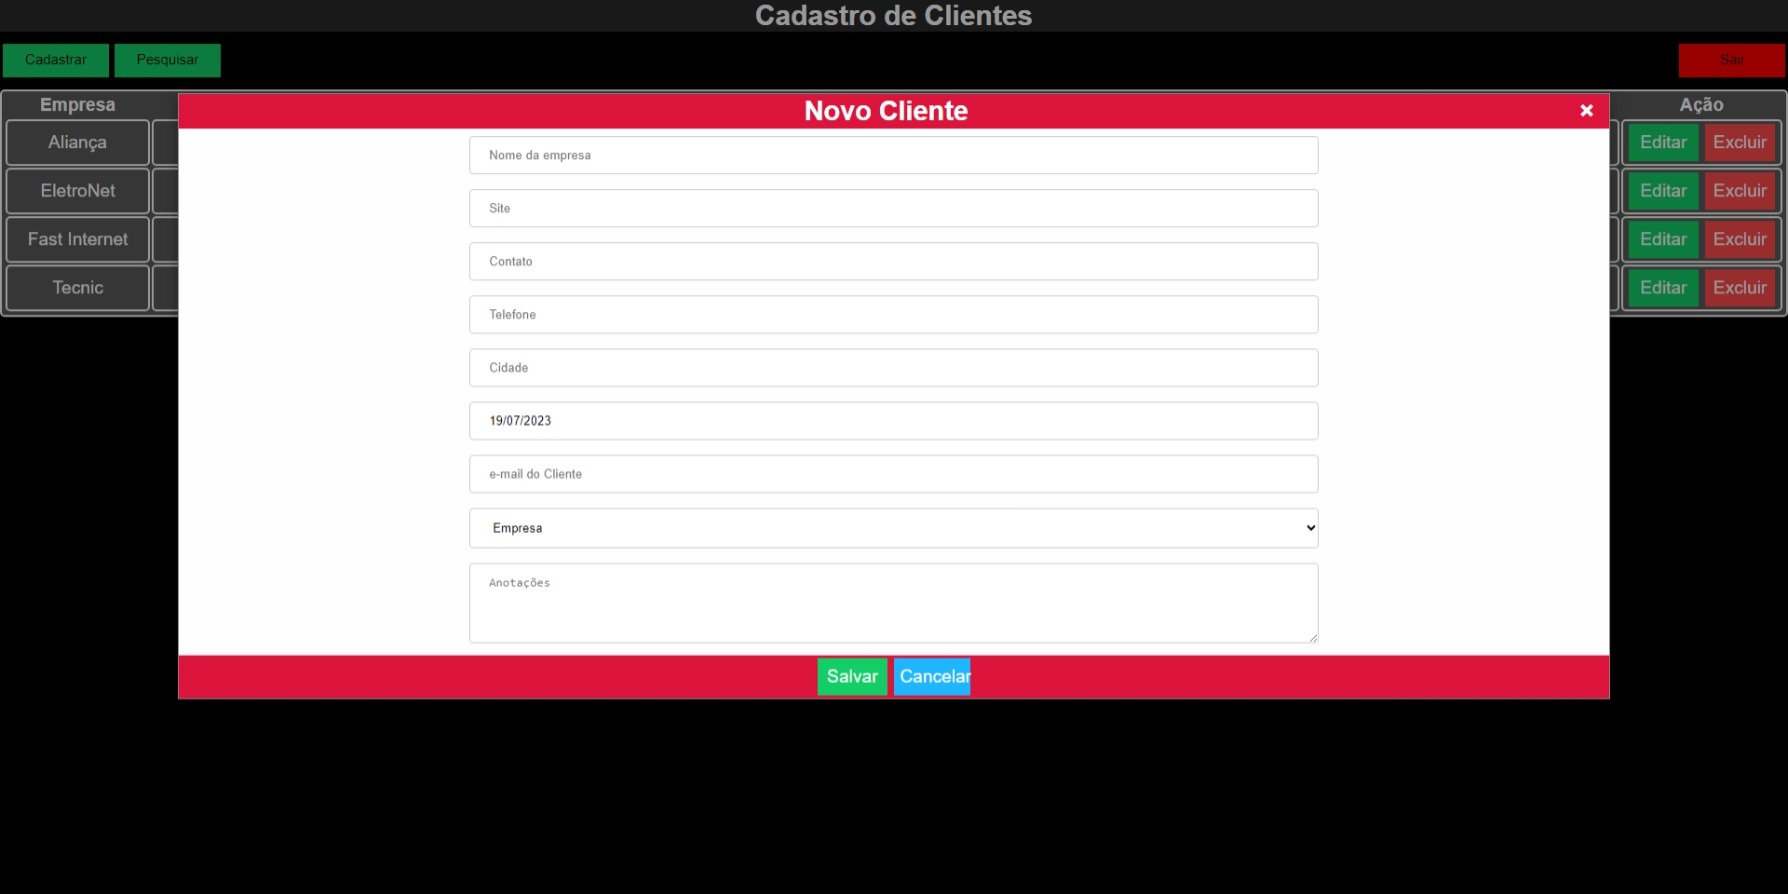 Cadastro de Clientes
Cadastrar Pesquisar Sair
Empresa Ação
Novo Cliente ×
Aliança Editar Excluir
EletroNet Editar Excluir
Fast Internet Editar Excluir
Tecnic Editar Excluir
Nome da empresa
Site
Contato
Telefone
Cidade
19/07/2023
e-mail do Cliente
Empresa
Anotações
Salvar Cancelar